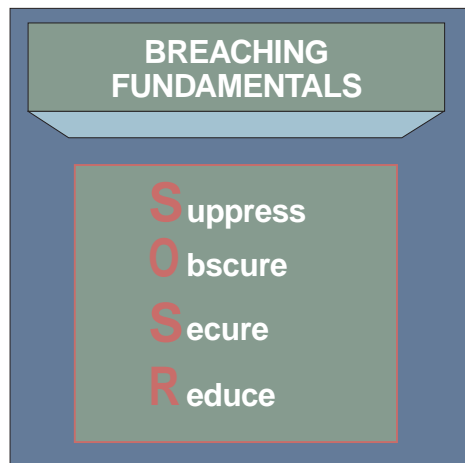 BREACHING
FUNDAMENTALS
Suppress
Obscure
Secure
Reduce